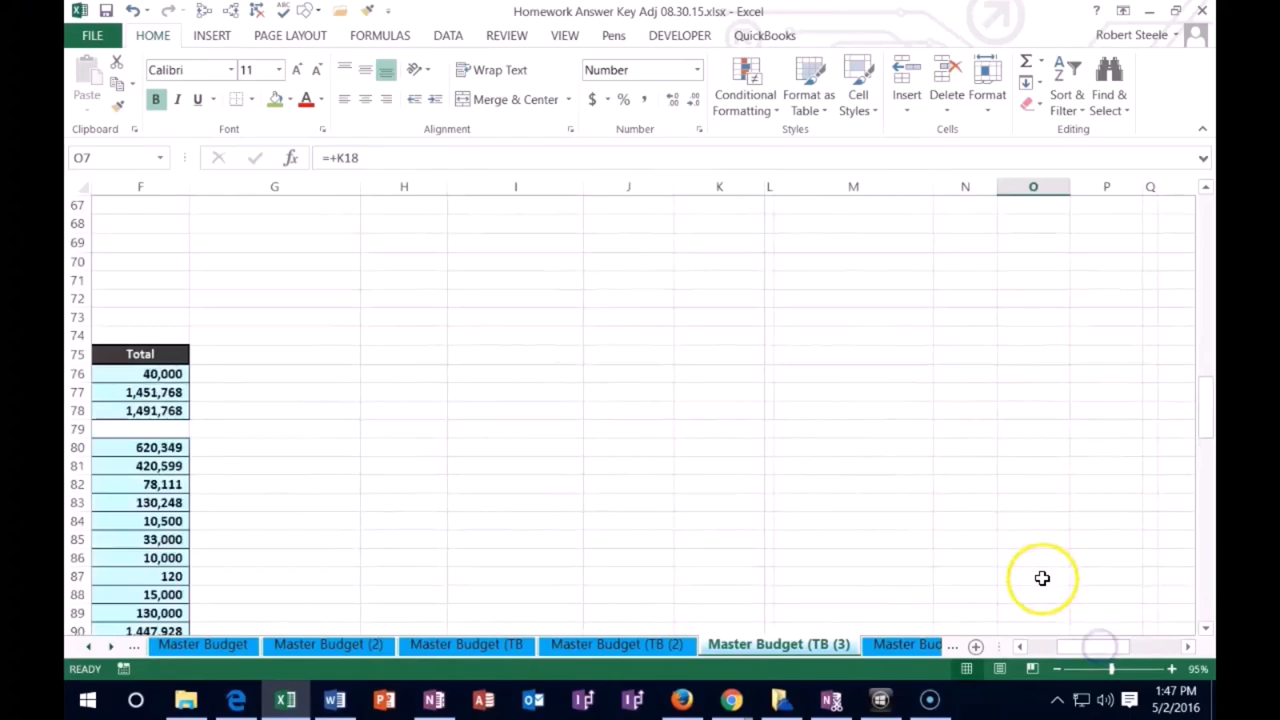 Homework Answer Key Adj 08.30.15.xlsx - Excel
?
FILE HOME INSERT PAGE LAYOUT FORMULAS DATA REVIEW VIEW Pens DEVELOPER QuickBooks Robert Steele
Calibri 11 Wrap Text Number
Paste B I U Merge & Center $ % , Conditional Formatting Format as Table Cell Styles Insert Delete Format Sort & Filter Find & Select
Clipboard Font Alignment Number Styles Cells Editing
O7 fx =+K18
F G H I J K L M N O P Q
67
68
69
70
71
72
73
74
75 Total
76 40,000
77 1,451,768
78 1,491,768
79
80 620,349
81 420,599
82 78,111
83 130,248
84 10,500
85 33,000
86 10,000
87 120
88 15,000
89 130,000
90 1,447,928
... Master Budget Master Budget (2) Master Budget (TB Master Budget (TB (2) Master Budget (TB (3) Master Bud ...
READY 95%
1:47 PM
5/2/2016